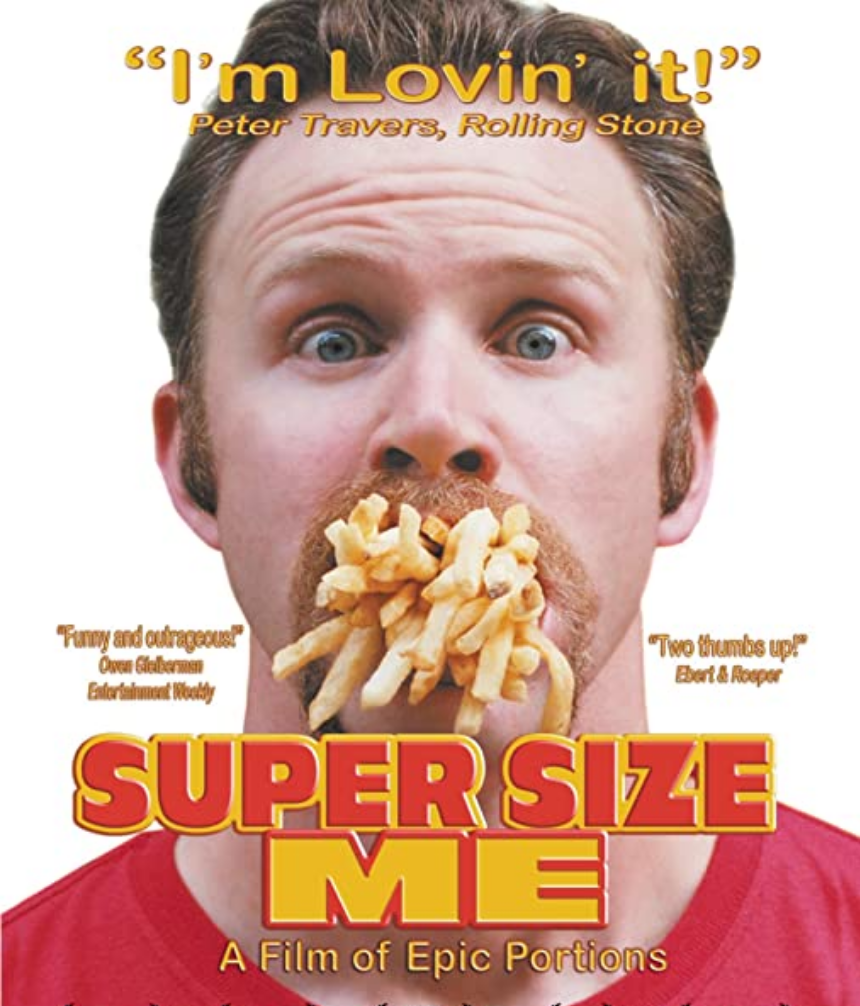 “I’m Lovin’ it!”
Peter Travers, Rolling Stone
“Funny and outrageous!”
Owen Gleiberman
Entertainment Weekly
“Two thumbs up!”
Ebert & Roeper
SUPER SIZE
ME
A Film of Epic Portions